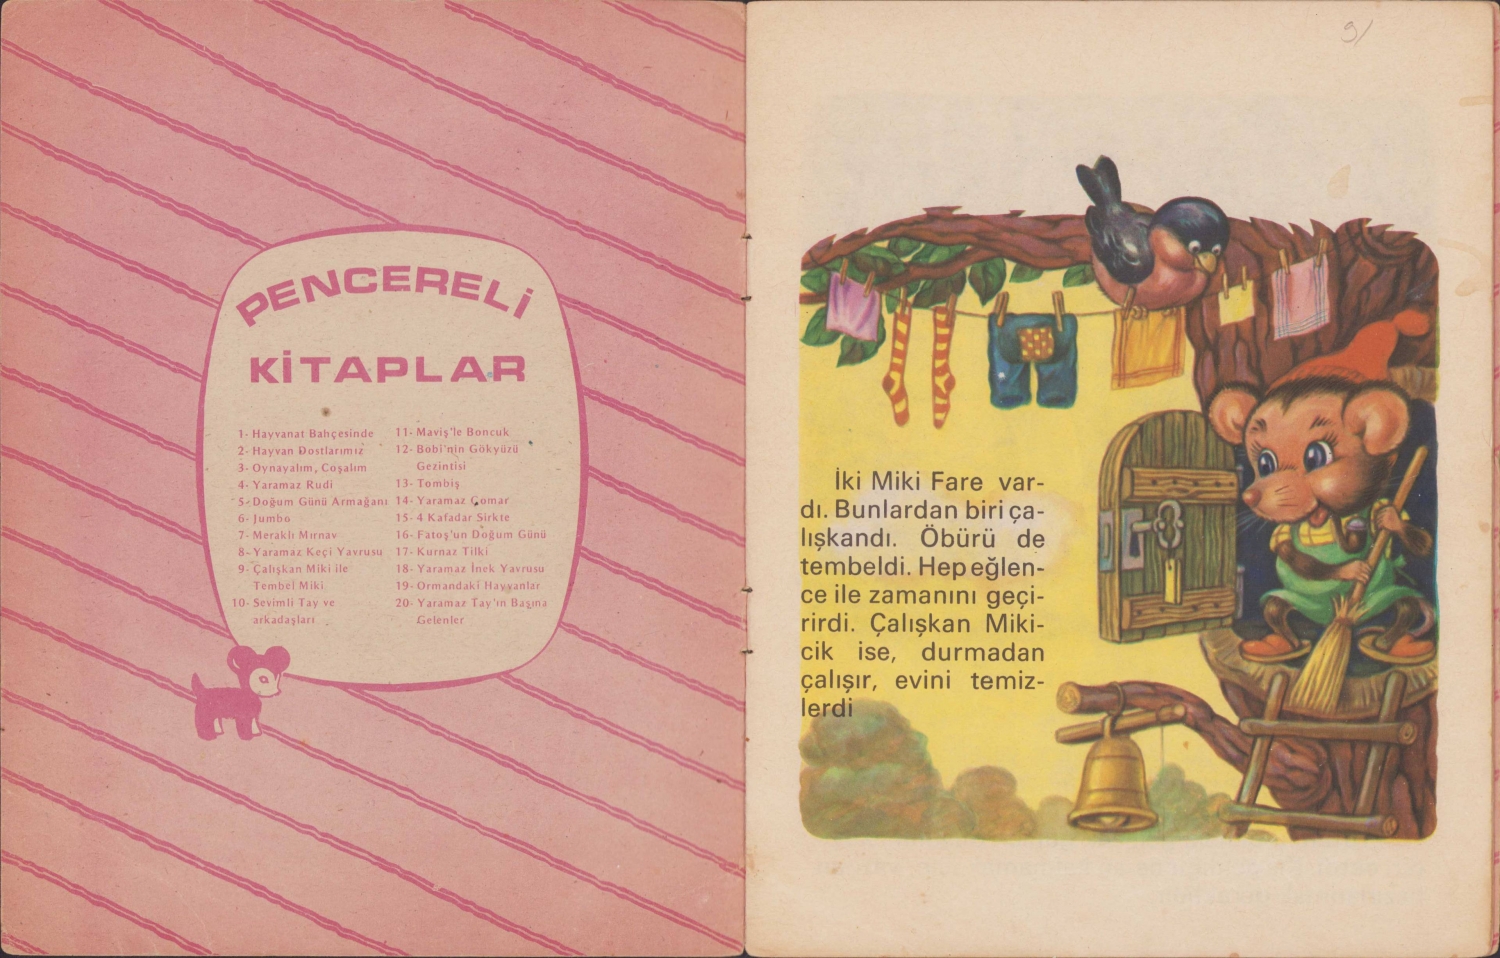 PENCERELİ
KİTAPLAR
1- Hayvanat Bahçesinde
2- Hayvan Dostlarımız
3- Oynayalım, Coşalım
4- Yaramaz Rudi
5- Doğum Günü Armağanı
6- Jumbo
7- Meraklı Mırnav
8- Yaramaz Keçi Yavrusu
9- Çalışkan Miki ile
Tembel Miki
10- Sevimli Tay ve
arkadaşları
11- Maviş'le Boncuk
12- Bobi'nin Gökyüzü
Gezintisi
13- Tombiş
14- Yaramaz Çomar
15- 4 Kafadar Sirkte
16- Fatoş'un Doğum Günü
17- Kurnaz Tilki
18- Yaramaz İnek Yavrusu
19- Ormandaki Hayvanlar
20- Yaramaz Tay'ın Başına
Gelenler
9/
İki Miki Fare var-
dı. Bunlardan biri ça-
lışkandı. Öbürü de
tembeldi. Hep eğlen-
ce ile zamanını geçi-
rirdi. Çalışkan Miki-
cik ise, durmadan
çalışır, evini temiz-
lerdi